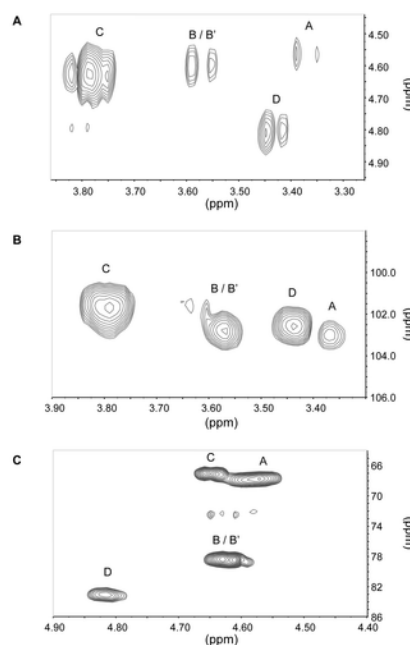 A
C
B / B'
A
D
4.50
4.60
4.70
4.80
4.90
(ppm)
3.80 3.70 3.60 3.50 3.40 3.30
(ppm)
B
C
B / B'
D
A
100.0
102.0
104.0
106.0
(ppm)
3.90 3.80 3.70 3.60 3.50 3.40
(ppm)
C
C
A
B / B'
D
66
72
78
82
86
(ppm)
4.90 4.80 4.70 4.60 4.50 4.40
(ppm)